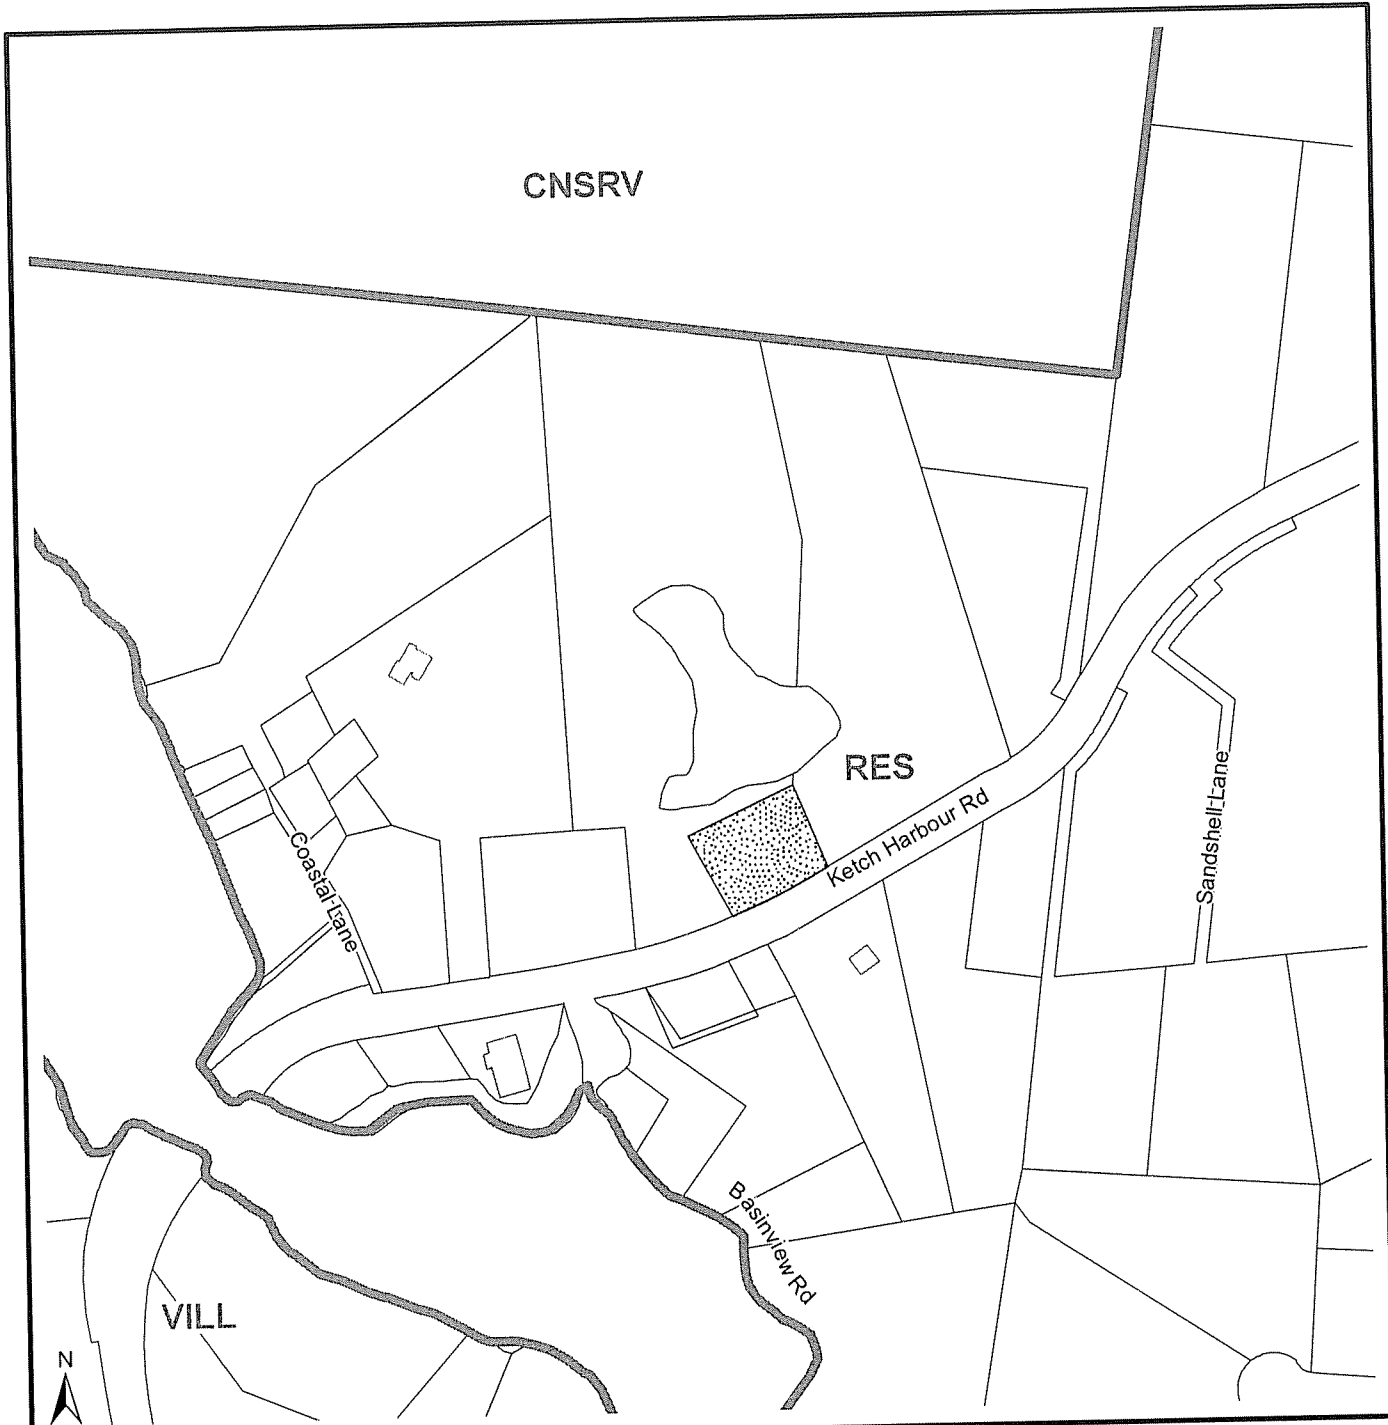 CNSRV
RES
Ketch Harbour Rd
Sandshell Lane
Coastal Lane
Basinview Rd
VILL
N